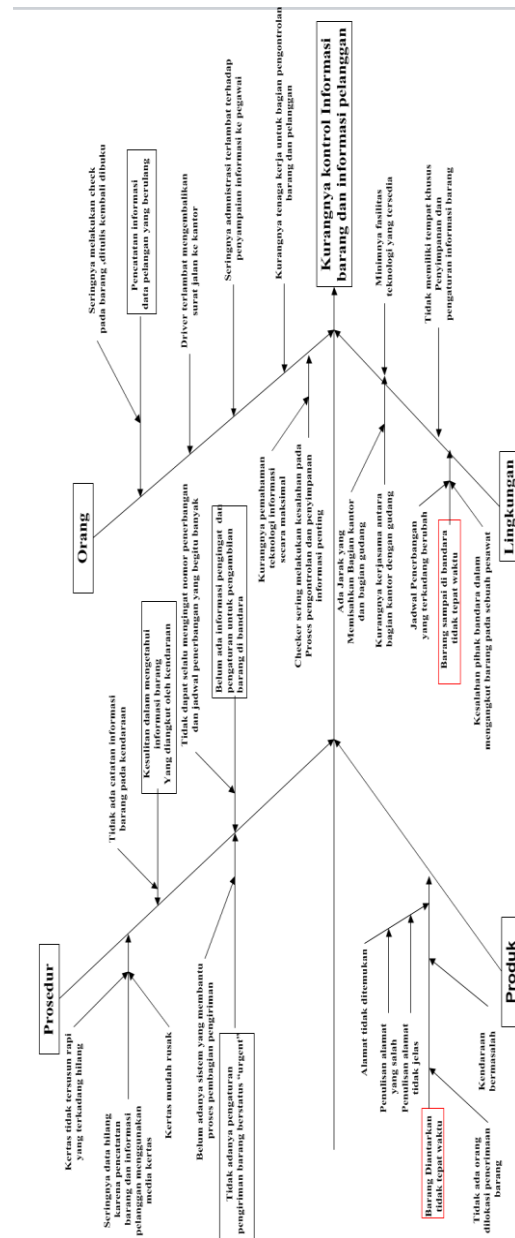 Prosedur
Kertas tidak tersusun rapi
yang terkadang hilang
Seringnya data hilang
karena pencatatan
barang dan informasi
pelanggan menggunakan
media kertas
Kertas mudah rusak
Tidak ada catatan informasi
barang pada kendaraan
Kesulitan dalam mengetahui
informasi barang
Yang diangkut oleh kendaraan
Tidak dapat selalu mengingat nomor penerbangan
dan jadwal penerbangan yang begitu banyak
Belum ada informasi pengingat dan
pengaturan untuk pengambilan
barang di bandara
Belum adanya sistem yang membantu
proses pembagian pengiriman
Tidak adanya pengaturan
pengiriman barang berstatus "urgent"
Orang
Seringnya melakukan check
pada barang ,ditulis kembali dibuku
Pencatatan informasi
data pelangan yang berulang
Driver terlambat mengembalikan
surat jalan ke kantor
Seringnya admnistrasi terlambat terhadap
penyampaian informasi ke pegawai
Kurangnya tenaga kerja untuk bagian pengontrolan
barang dan pelanggan
Kurangnya pemahaman
teknologi informasi
secara maksimal
Checker sering melakukan kesalahan pada
Proses pengontrolan dan penyimpanan
informasi penting
Kurangnya kontrol Informasi
barang dan informasi pelanggan
Produk
Alamat tidak ditemukan
Penulisan alamat
yang salah
Penulisan alamat
tidak jelas
Barang Diantarkan
tidak tepat waktu
Tidak ada orang
dilokasi penerimaan
barang
Kendaraan
bermasalah
Lingkungan
Ada Jarak yang
Memisahkan Bagian kantor
dan bagian gudang
Kurangnya kerjasama antara
bagian kantor dengan gudang
Minimnya fasilitas
teknologi yang tersedia
Tidak memiliki tempat khusus
Penyimpanan dan
pengaturan informasi barang
Jadwal Penerbangan
yang terkadang berubah
Barang sampai di bandara
tidak tepat waktu
Kesalahan pihak bandara dalam
mengangkut barang pada sebuah pesawat